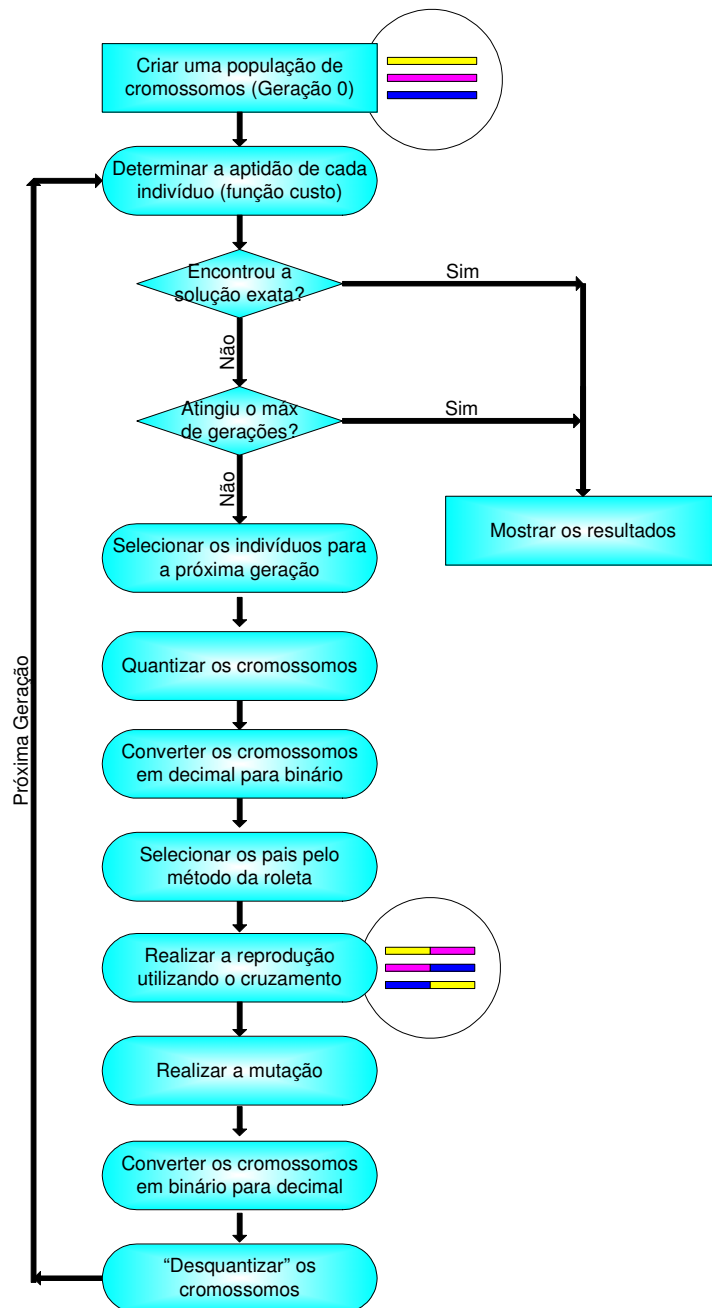 Criar uma população de
cromossomos (Geração 0)
Determinar a aptidão de cada
indivíduo (função custo)
Encontrou a
solução exata?
Sim
Não
Atingiu o máx
de gerações?
Sim
Não
Mostrar os resultados
Selecionar os indivíduos para
a próxima geração
Quantizar os cromossomos
Converter os cromossomos
em decimal para binário
Selecionar os pais pelo
método da roleta
Realizar a reprodução
utilizando o cruzamento
Realizar a mutação
Converter os cromossomos
em binário para decimal
“Desquantizar” os
cromossomos
Próxima Geração